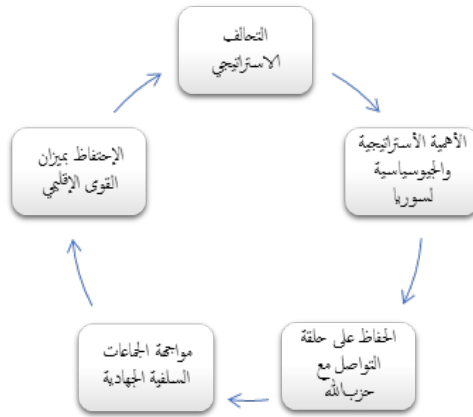 التحالف
الاستراتيجي
الأهمية الأستراتيجية
والجيوسياسية
لسوريا
الحفاظ على حلقة
التواصل مع
حزب‌الله
مواجهة الجماعات
السلفية الجهادية
الإحتفاظ بميزان
القوى الإقليمي